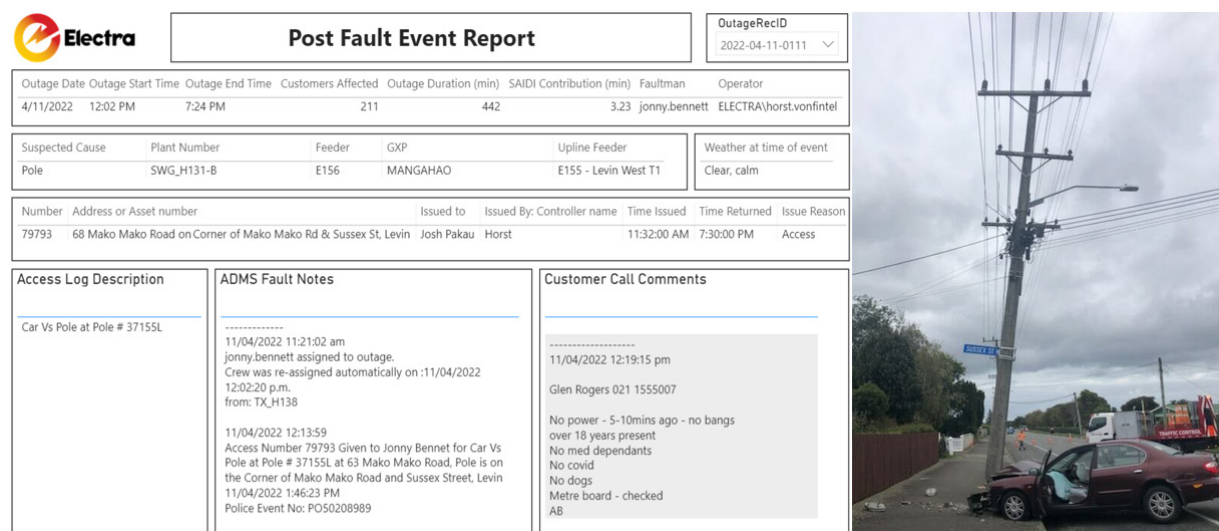 Electra
Post Fault Event Report
OutageRecID
2022-04-11-0111
Outage Date Outage Start Time Outage End Time Customers Affected Outage Duration (min) SAIDI Contribution (min) Faultman Operator
4/11/2022 12:02 PM 7:24 PM 211 442 3.23 jonny.bennett ELECTRA\horst.vonfintel
Suspected Cause Plant Number Feeder GXP Upline Feeder
Pole SWG_H131-B E156 MANGAHAO E155 - Levin West T1
Weather at time of event
Clear, calm
Number Address or Asset number Issued to Issued By: Controller name Time Issued Time Returned Issue Reason
79793 68 Mako Mako Road on Corner of Mako Mako Rd & Sussex St, Levin Josh Pakau Horst 11:32:00 AM 7:30:00 PM Access
Access Log Description
Car Vs Pole at Pole # 37155L
ADMS Fault Notes
-------------
11/04/2022 11:21:02 am
jonny.bennett assigned to outage.
Crew was re-assigned automatically on :11/04/2022
12:02:20 p.m.
from: TX_H138
11/04/2022 12:13:59
Access Number 79793 Given to Jonny Bennet for Car Vs
Pole at Pole # 37155L at 63 Mako Mako Road, Pole is on
the Corner of Mako Mako Road and Sussex Street, Levin
11/04/2022 1:46:23 PM
Police Event No: PO50208989
Customer Call Comments
-------------------
11/04/2022 12:19:15 pm
Glen Rogers 021 1555007
No power - 5-10mins ago - no bangs
over 18 years present
No med dependants
No covid
No dogs
Metre board - checked
AB
SUSSEX ST
TRAFFIC CONTROL